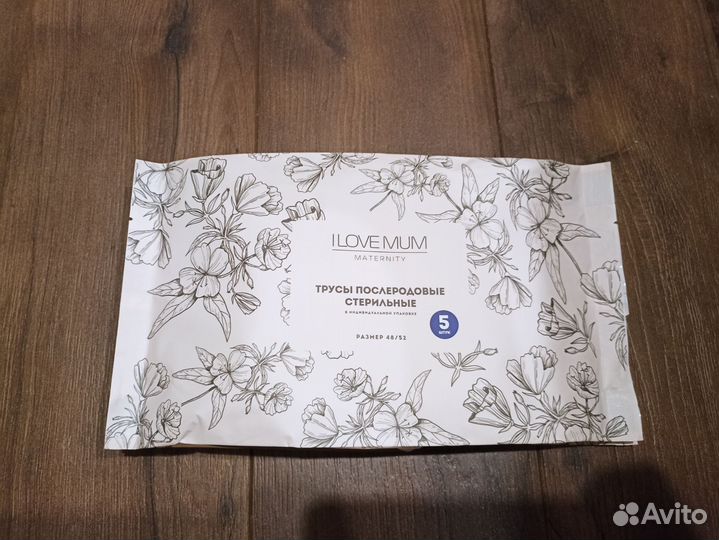 I LOVE MUM
MATERNITY
ТРУСЫ ПОСЛЕРОДОВЫЕ
СТЕРИЛЬНЫЕ
В ИНДИВИДУАЛЬНОЙ УПАКОВКЕ
5
ШТУК
РАЗМЕР 48/52
Avito